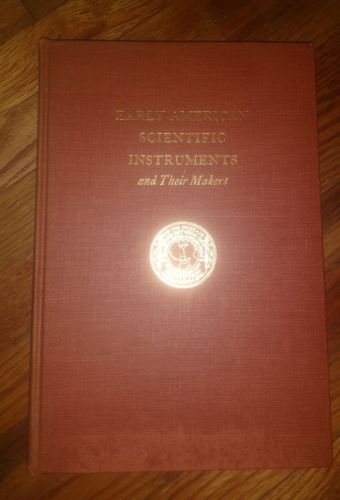 EARLY AMERICAN
SCIENTIFIC
INSTRUMENTS
and Their Makers